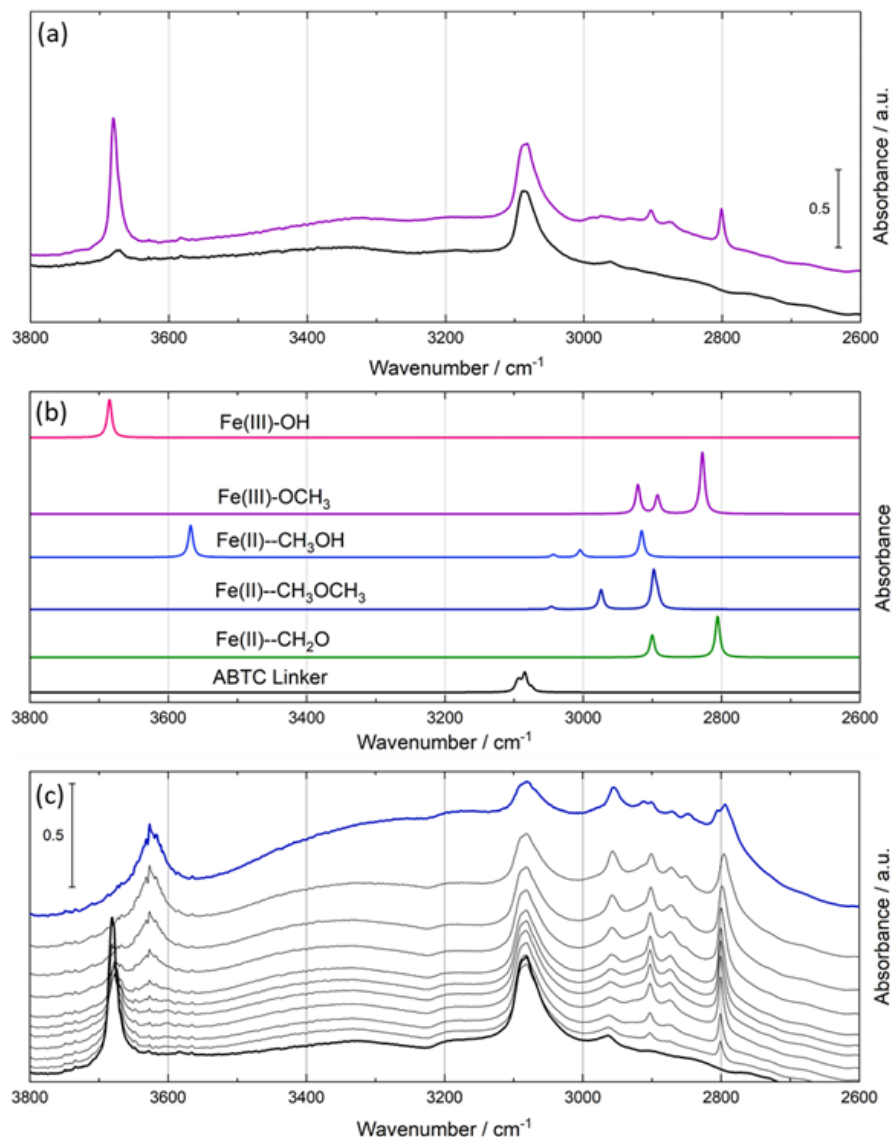 (a)
0.5
Absorbance / a.u.
3800 3600 3400 3200 3000 2800 2600
Wavenumber / cm⁻¹
(b)
Fe(III)-OH
Fe(III)-OCH₃
Fe(II)--CH₃OH
Fe(II)--CH₃OCH₃
Fe(II)--CH₂O
ABTC Linker
Absorbance
3800 3600 3400 3200 3000 2800 2600
Wavenumber / cm⁻¹
(c)
0.5
Absorbance / a.u.
3800 3600 3400 3200 3000 2800 2600
Wavenumber / cm⁻¹